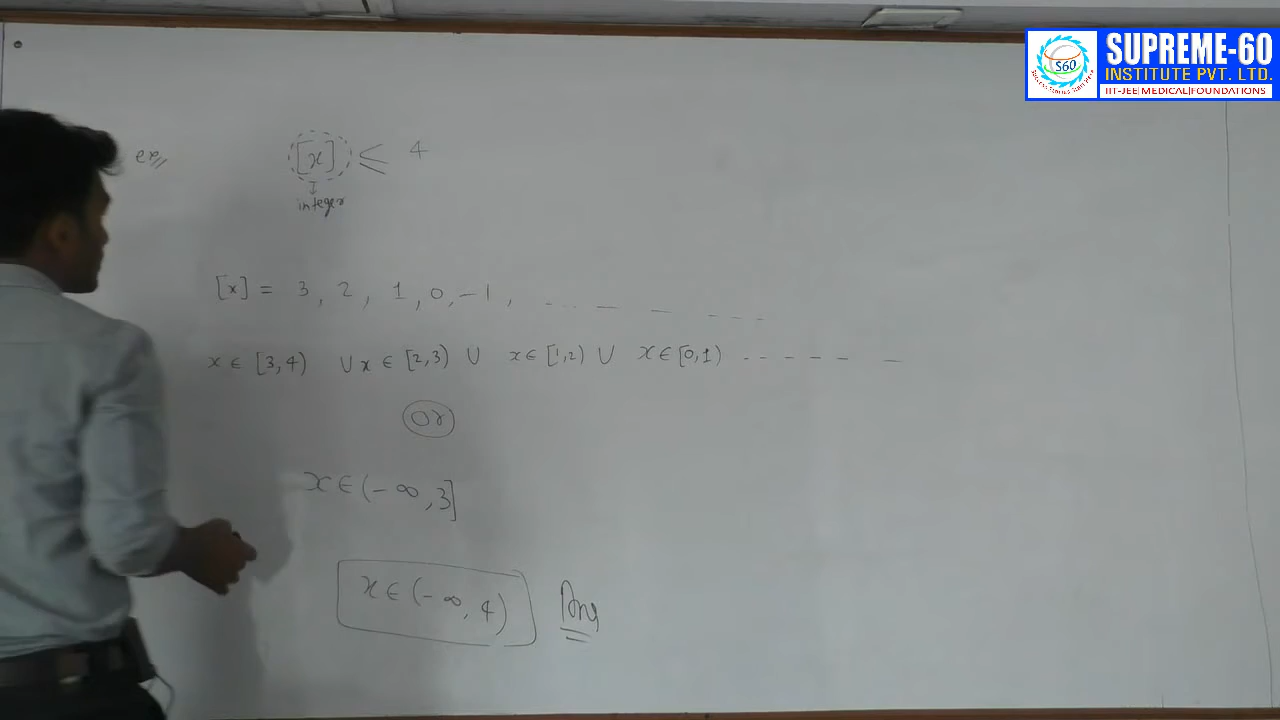 SUPREME-60
INSTITUTE PVT. LTD.
IIT-JEE|MEDICAL|FOUNDATIONS
S60
ex//
[x] ≤ 4
integer
[x] = 3, 2, 1, 0, -1, ... - - - - -
x ∈ [3,4) ∪ x ∈ [2,3) ∪ x ∈ [1,2) ∪ x ∈ [0,1) - - - - - -
Or
x ∈ (-∞, 3]
x ∈ (-∞, 4) Ans